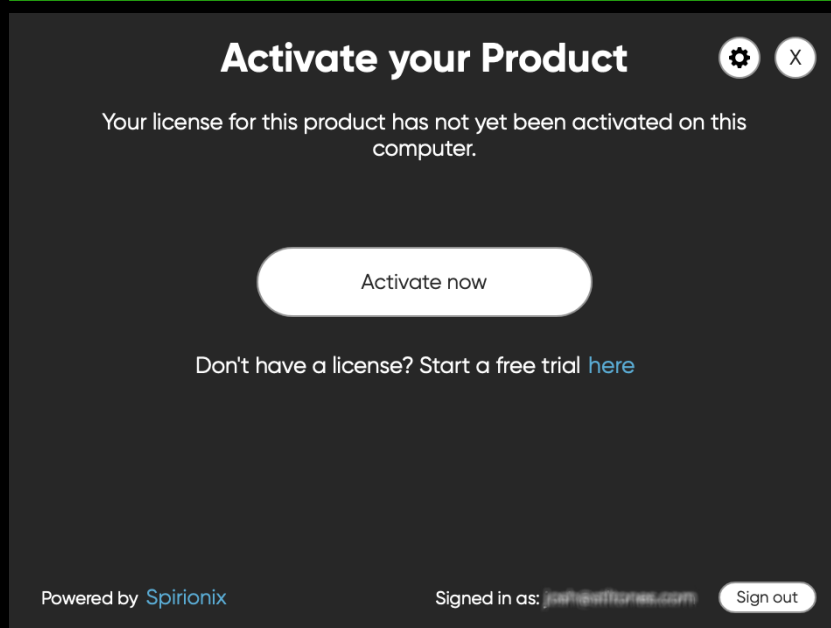 Activate your Product
X
Your license for this product has not yet been activated on this
computer.
Activate now
Don't have a license? Start a free trial here
Powered by Spirionix
Signed in as:
Sign out